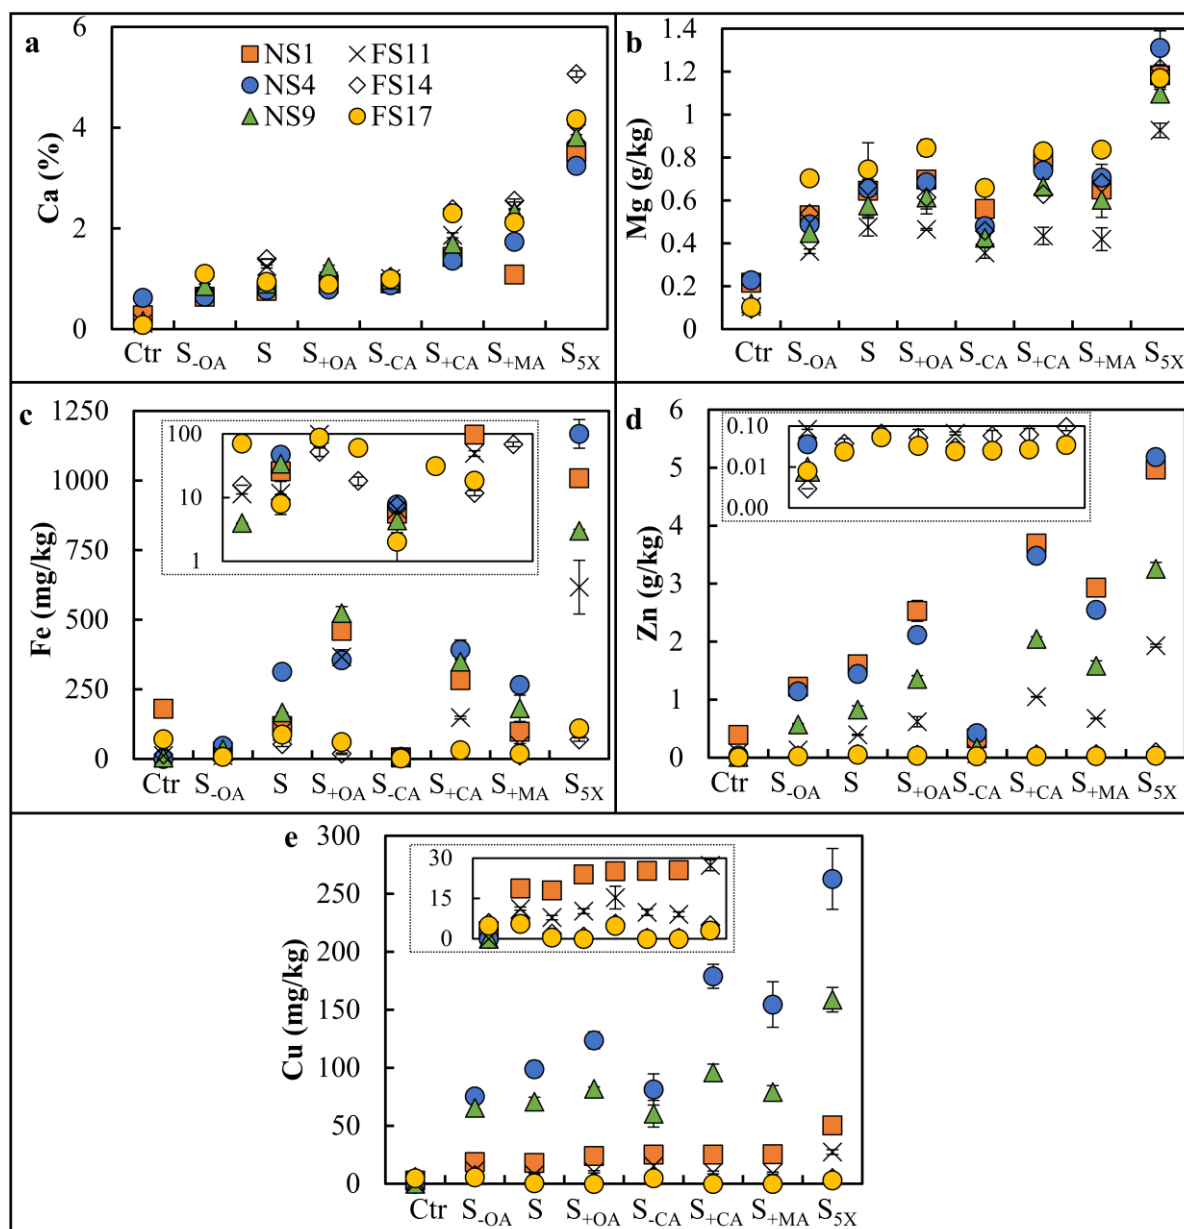 a
6
4
2
0
Ca (%)
NS1
FS11
NS4
FS14
NS9
FS17
Ctr S-OA S S+OA S-CA S+CA S+MA S5X
b
1.4
1.2
1
0.8
0.6
0.4
0.2
0
Mg (g/kg)
Ctr S-OA S S+OA S-CA S+CA S+MA S5X
c
1250
1000
750
500
250
0
Fe (mg/kg)
100
10
1
Ctr S-OA S S+OA S-CA S+CA S+MA S5X
d
6
5
4
3
2
1
0
Zn (g/kg)
0.10
0.01
0.00
Ctr S-OA S S+OA S-CA S+CA S+MA S5X
e
300
250
200
150
100
50
0
Cu (mg/kg)
30
15
0
Ctr S-OA S S+OA S-CA S+CA S+MA S5X